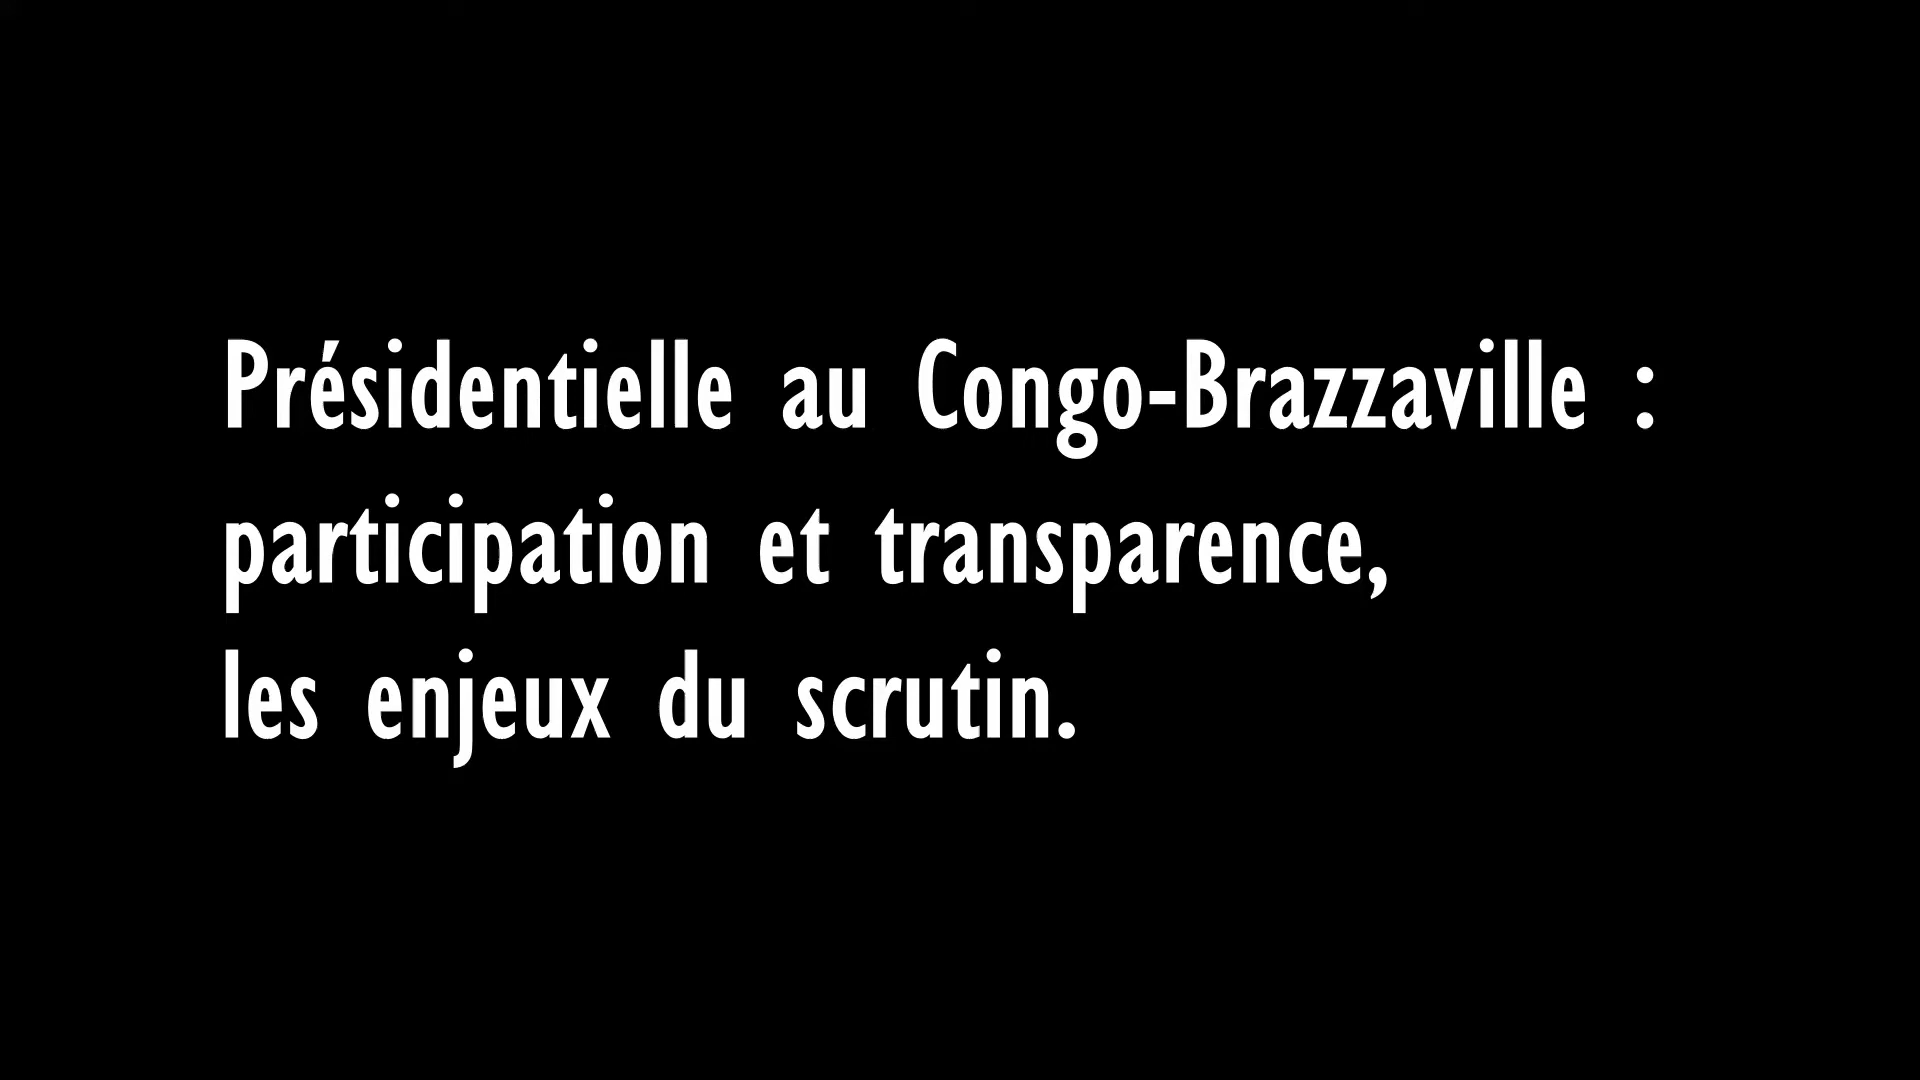 Présidentielle au Congo-Brazzaville :
participation et transparence,
les enjeux du scrutin.